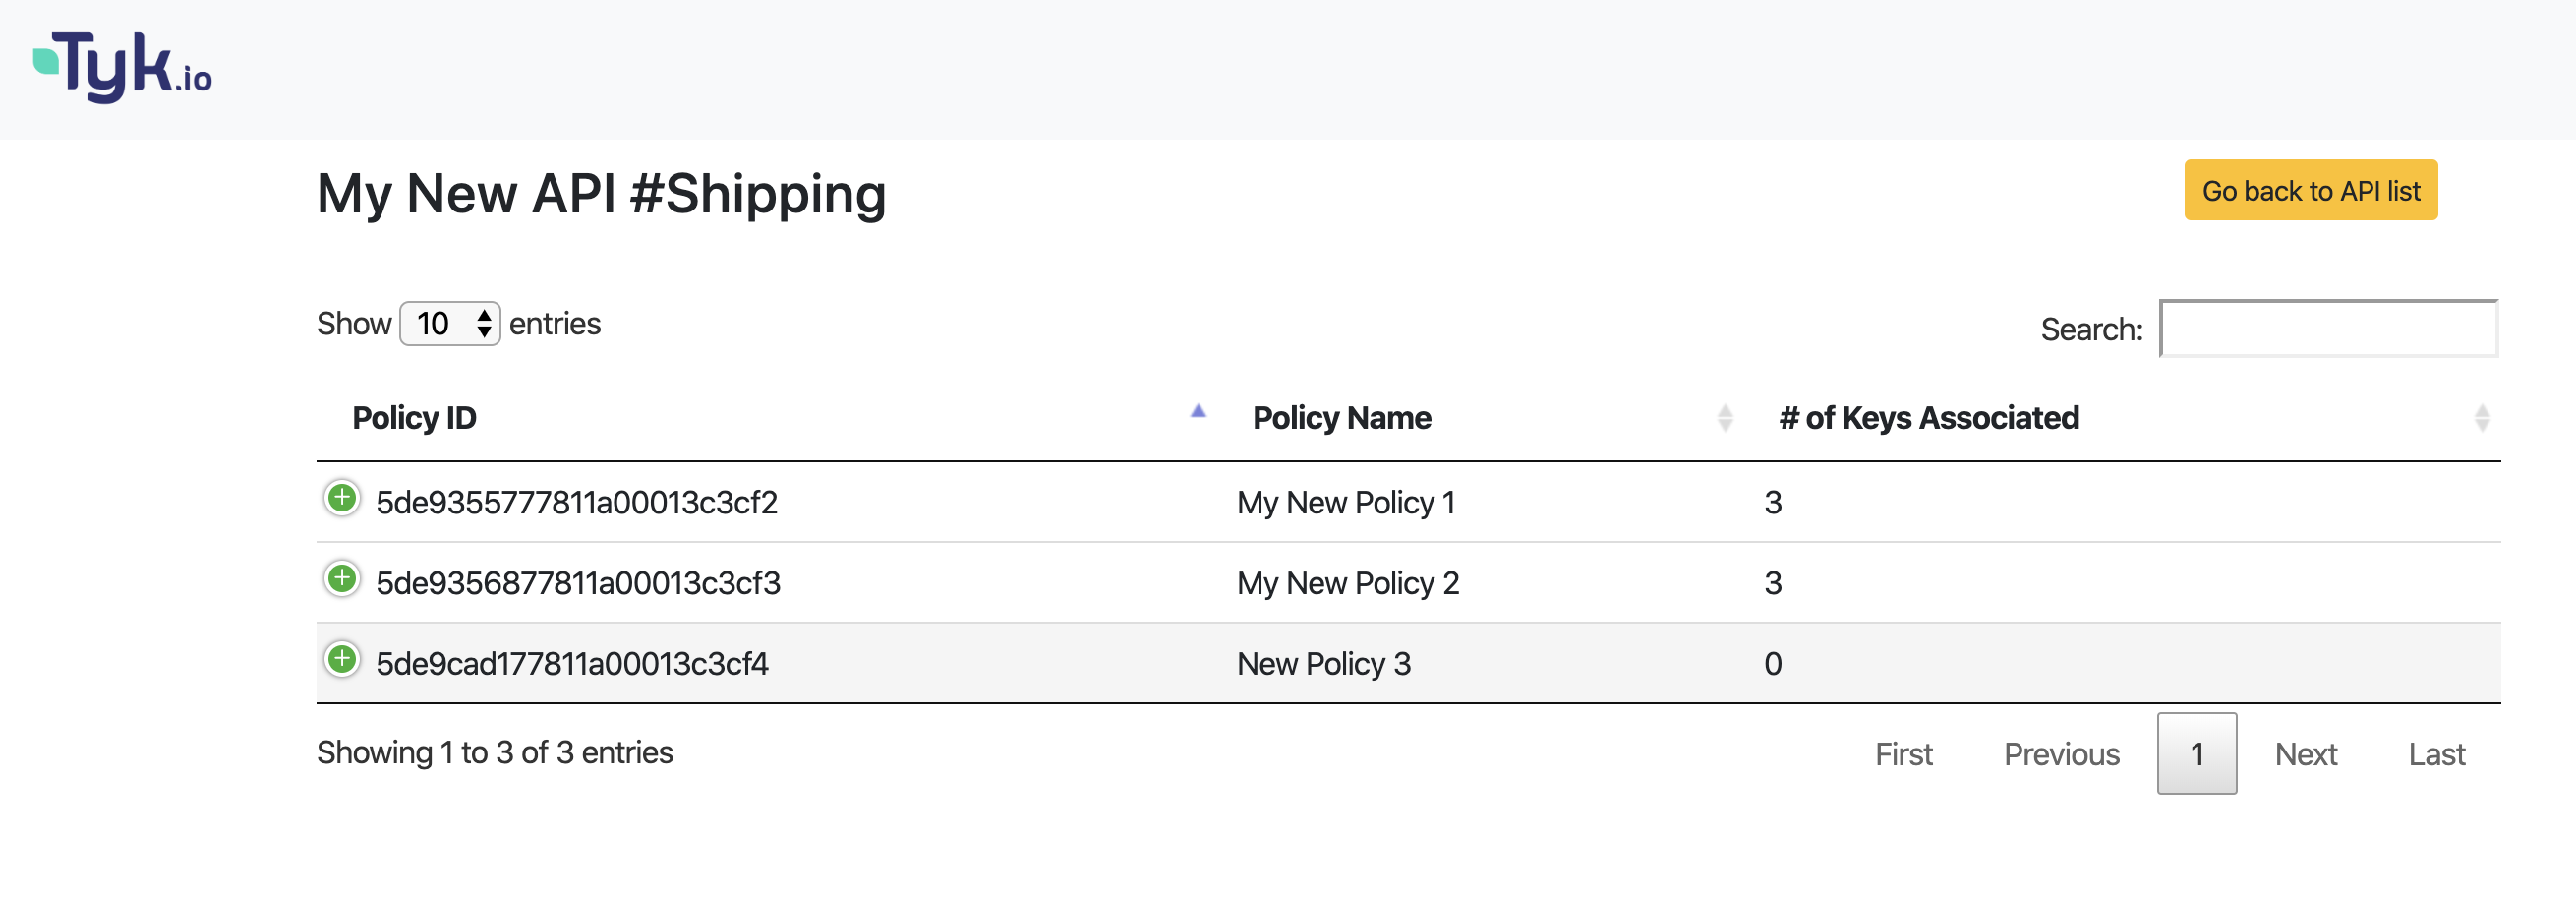 Tyk.io
My New API #Shipping
Go back to API list
Show 10 entries
Search:
Policy ID Policy Name # of Keys Associated
5de9355777811a00013c3cf2 My New Policy 1 3
5de9356877811a00013c3cf3 My New Policy 2 3
5de9cad177811a00013c3cf4 New Policy 3 0
Showing 1 to 3 of 3 entries
First Previous 1 Next Last